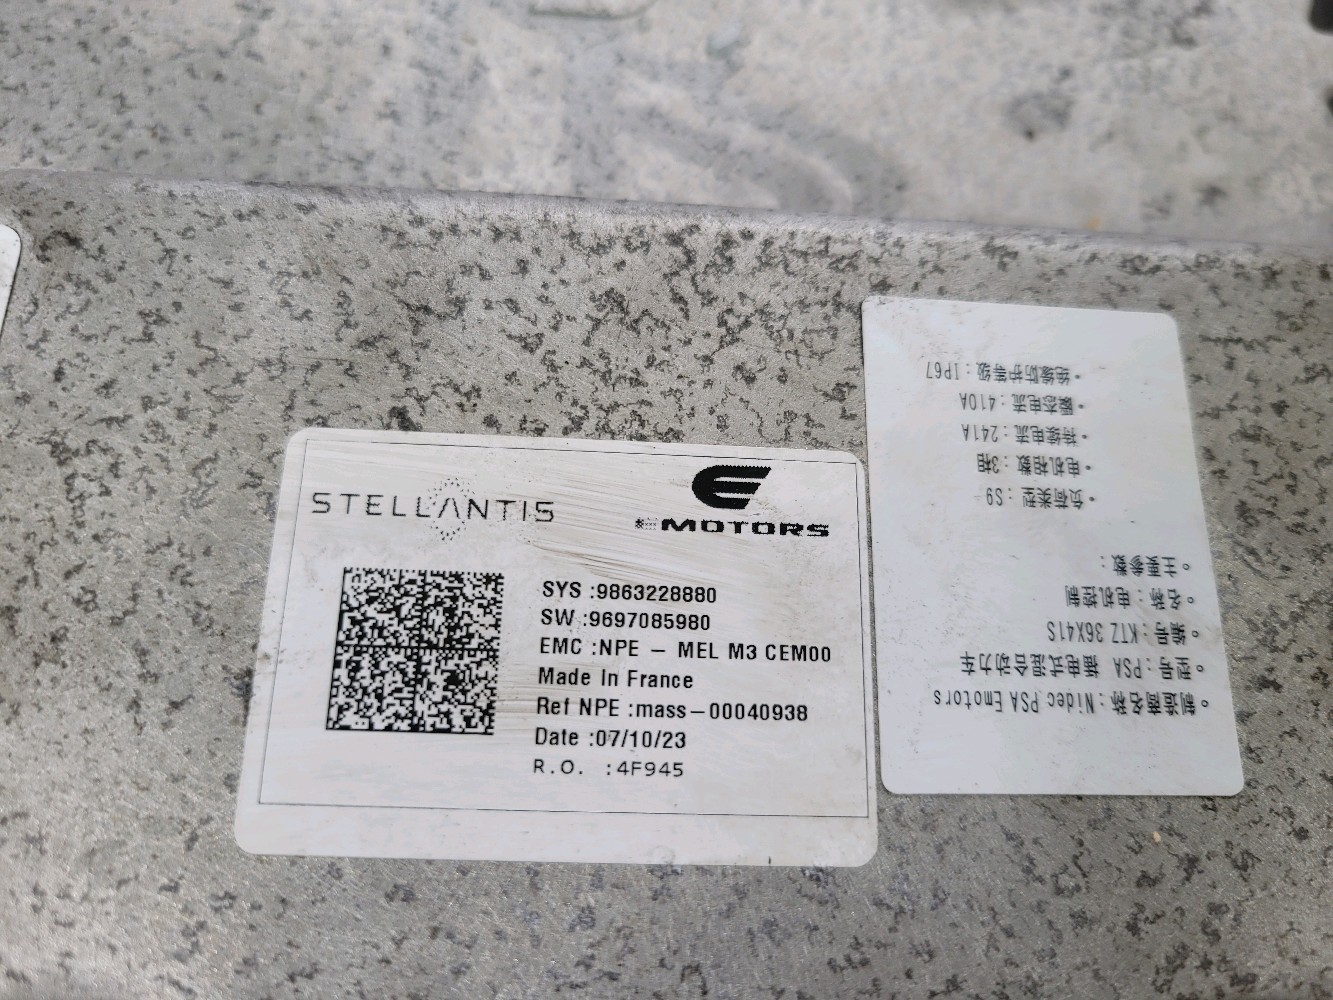 STELLANTIS
EMOTORS
SYS :9863228880
SW :9697085980
EMC :NPE – MEL M3 CEM00
Made In France
Ref NPE :mass–00040938
Date :07/10/23
R.O. :4F945
制造商名称：Nidec PSA Emotors
型号：PSA 插电式混合动力车
编号：KTZ 36X41S
名称：电机控制
主要参数：
负荷类型：S9
电机相数：3相
持续电流：241A
瞬态电流：410A
绝缘防护等级：IP67